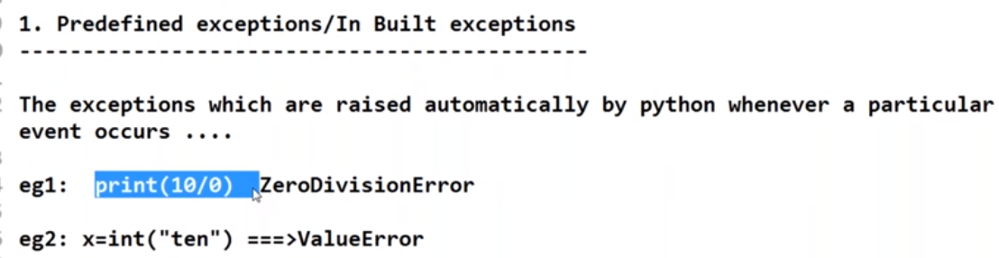 1. Predefined exceptions/In Built exceptions
---------------------------------------------
The exceptions which are raised automatically by python whenever a particular
event occurs ....
eg1:  print(10/0)  ZeroDivisionError
eg2: x=int("ten") ===>ValueError